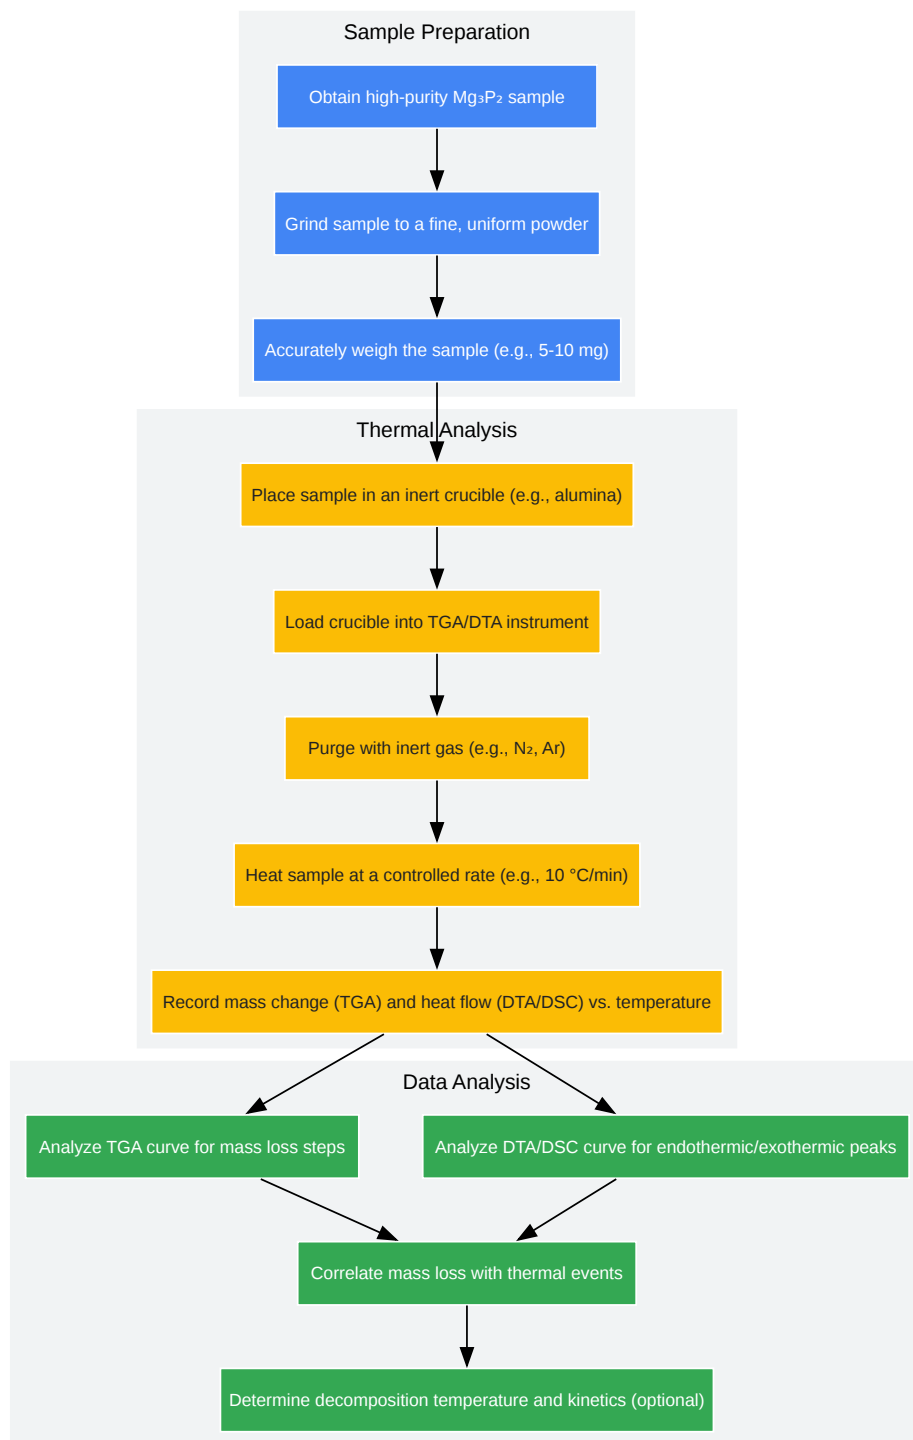 Sample Preparation
Obtain high-purity Mg₃P₂ sample
Grind sample to a fine, uniform powder
Accurately weigh the sample (e.g., 5-10 mg)
Thermal Analysis
Place sample in an inert crucible (e.g., alumina)
Load crucible into TGA/DTA instrument
Purge with inert gas (e.g., N₂, Ar)
Heat sample at a controlled rate (e.g., 10 °C/min)
Record mass change (TGA) and heat flow (DTA/DSC) vs. temperature
Data Analysis
Analyze TGA curve for mass loss steps
Analyze DTA/DSC curve for endothermic/exothermic peaks
Correlate mass loss with thermal events
Determine decomposition temperature and kinetics (optional)